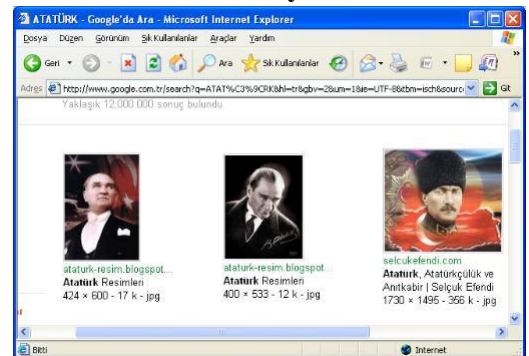 ATATÜRK - Google'da Ara - Microsoft Internet Explorer
Dosya Düzen Görünüm Sık Kullanılanlar Araçlar Yardım
Geri Ara Sık Kullanılanlar
Adres http://www.google.com.tr/search?q=ATAT%C3%9CRK&hl=tr&gbv=2&um=1&ie=UTF-8&tbm=isch&sourc Git
Yaklaşık 12.000.000 sonuç bulundu
ataturk-resim.blogspot...
Atatürk Resimleri
424 × 600 - 17 k - jpg
ataturk-resim.blogspot...
Atatürk Resimleri
400 × 533 - 12 k - jpg
selcukefendi.com
Atatürk, Atatürkçülük ve
Anıtkabir | Selçuk Efendi
1730 × 1495 - 356 k - jpg
Bitti Internet